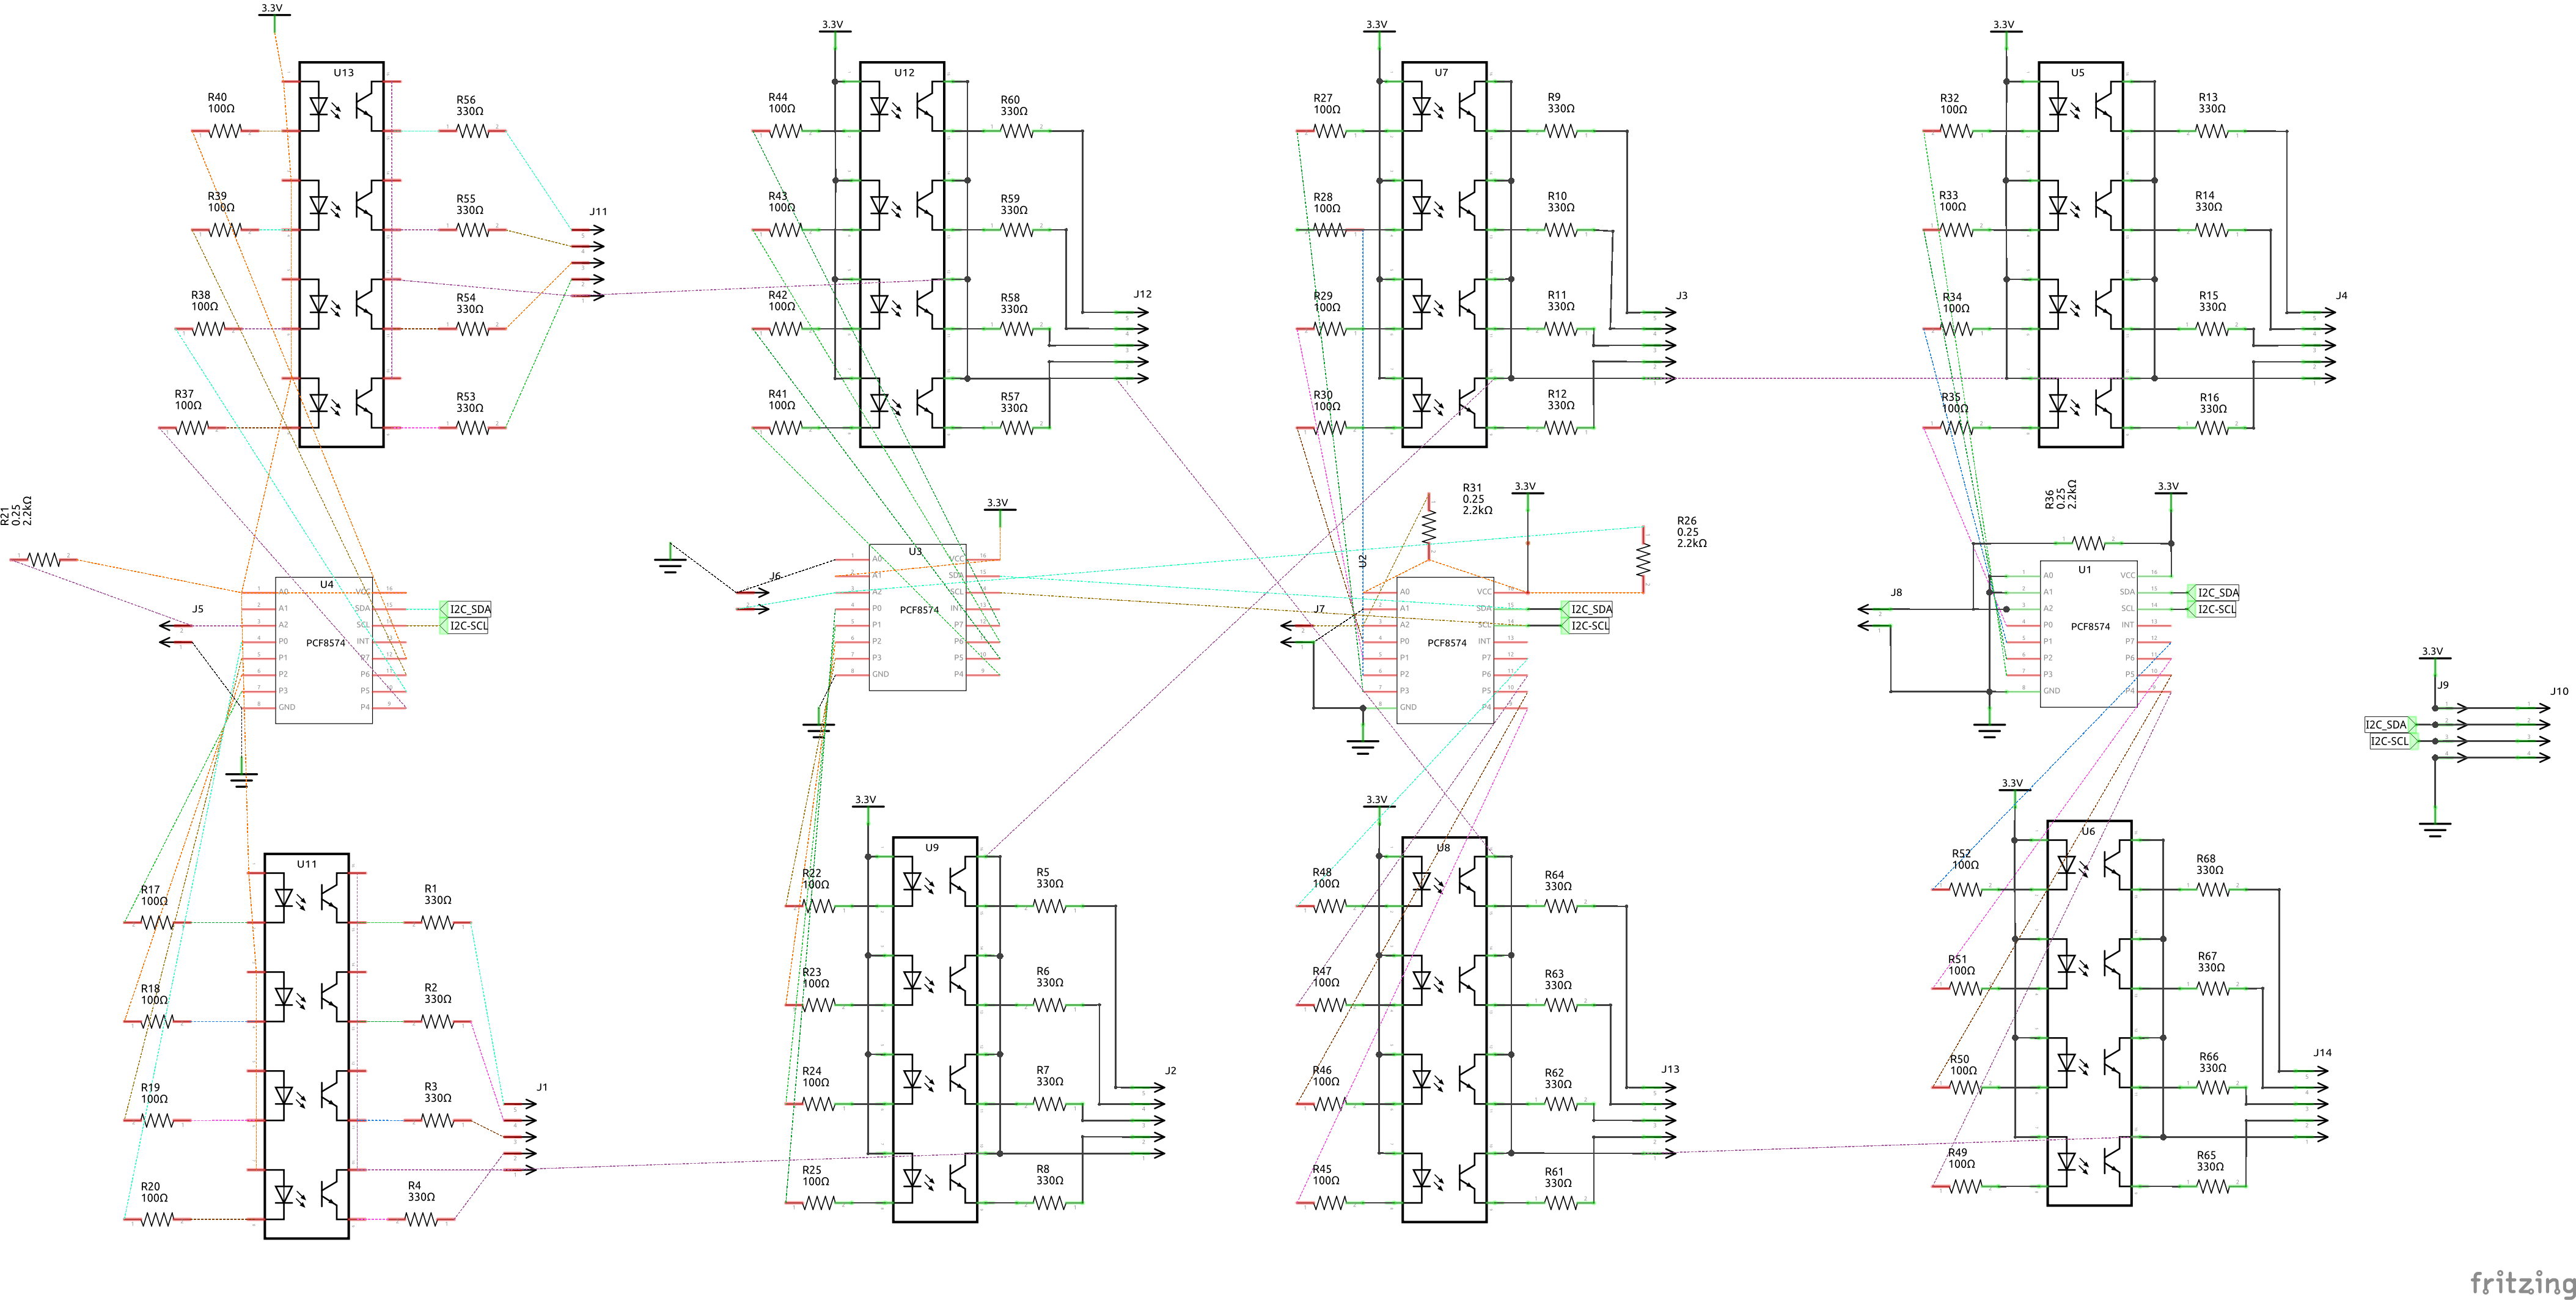 3.3V
3.3V
3.3V
3.3V
U13
U12
U7
U5
R40
100Ω
R56
330Ω
R44
100Ω
R60
330Ω
R27
100Ω
R9
330Ω
R32
100Ω
R13
330Ω
R39
100Ω
R55
330Ω
R43
100Ω
R59
330Ω
R28
100Ω
R10
330Ω
R33
100Ω
R14
330Ω
J11
R38
100Ω
R54
330Ω
R42
100Ω
R58
330Ω
J12
R29
100Ω
R11
330Ω
J3
R34
100Ω
R15
330Ω
J4
R37
100Ω
R53
330Ω
R41
100Ω
R57
330Ω
R30
100Ω
R12
330Ω
R35
100Ω
R16
330Ω
R21
0.25
2.2kΩ
J5
U4
PCF8574
A0
A1
A2
P0
P1
P2
P3
GND
VCC
SDA
SCL
INT
P7
P6
P5
P4
I2C_SDA
I2C-SCL
J6
3.3V
U3
PCF8574
A0
A1
A2
P0
P1
P2
P3
GND
VCC
SDA
SCL
INT
P7
P6
P5
P4
R31
0.25
2.2kΩ
3.3V
R26
0.25
2.2kΩ
U2
J7
PCF8574
A0
A1
A2
P0
P1
P2
P3
GND
VCC
SDA
SCL
INT
P7
P6
P5
P4
I2C_SDA
I2C-SCL
R36
0.25
2.2kΩ
3.3V
J8
U1
PCF8574
A0
A1
A2
P0
P1
P2
P3
GND
VCC
SDA
SCL
INT
P7
P6
P5
P4
I2C_SDA
I2C-SCL
3.3V
J9
J10
I2C_SDA
I2C-SCL
3.3V
3.3V
3.3V
U11
U9
U8
U6
R17
100Ω
R1
330Ω
R22
100Ω
R5
330Ω
R48
100Ω
R64
330Ω
R52
100Ω
R68
330Ω
R18
100Ω
R2
330Ω
R23
100Ω
R6
330Ω
R47
100Ω
R63
330Ω
R51
100Ω
R67
330Ω
R19
100Ω
R3
330Ω
J1
R24
100Ω
R7
330Ω
J2
R46
100Ω
R62
330Ω
J13
R50
100Ω
R66
330Ω
J14
R20
100Ω
R4
330Ω
R25
100Ω
R8
330Ω
R45
100Ω
R61
330Ω
R49
100Ω
R65
330Ω
fritzing